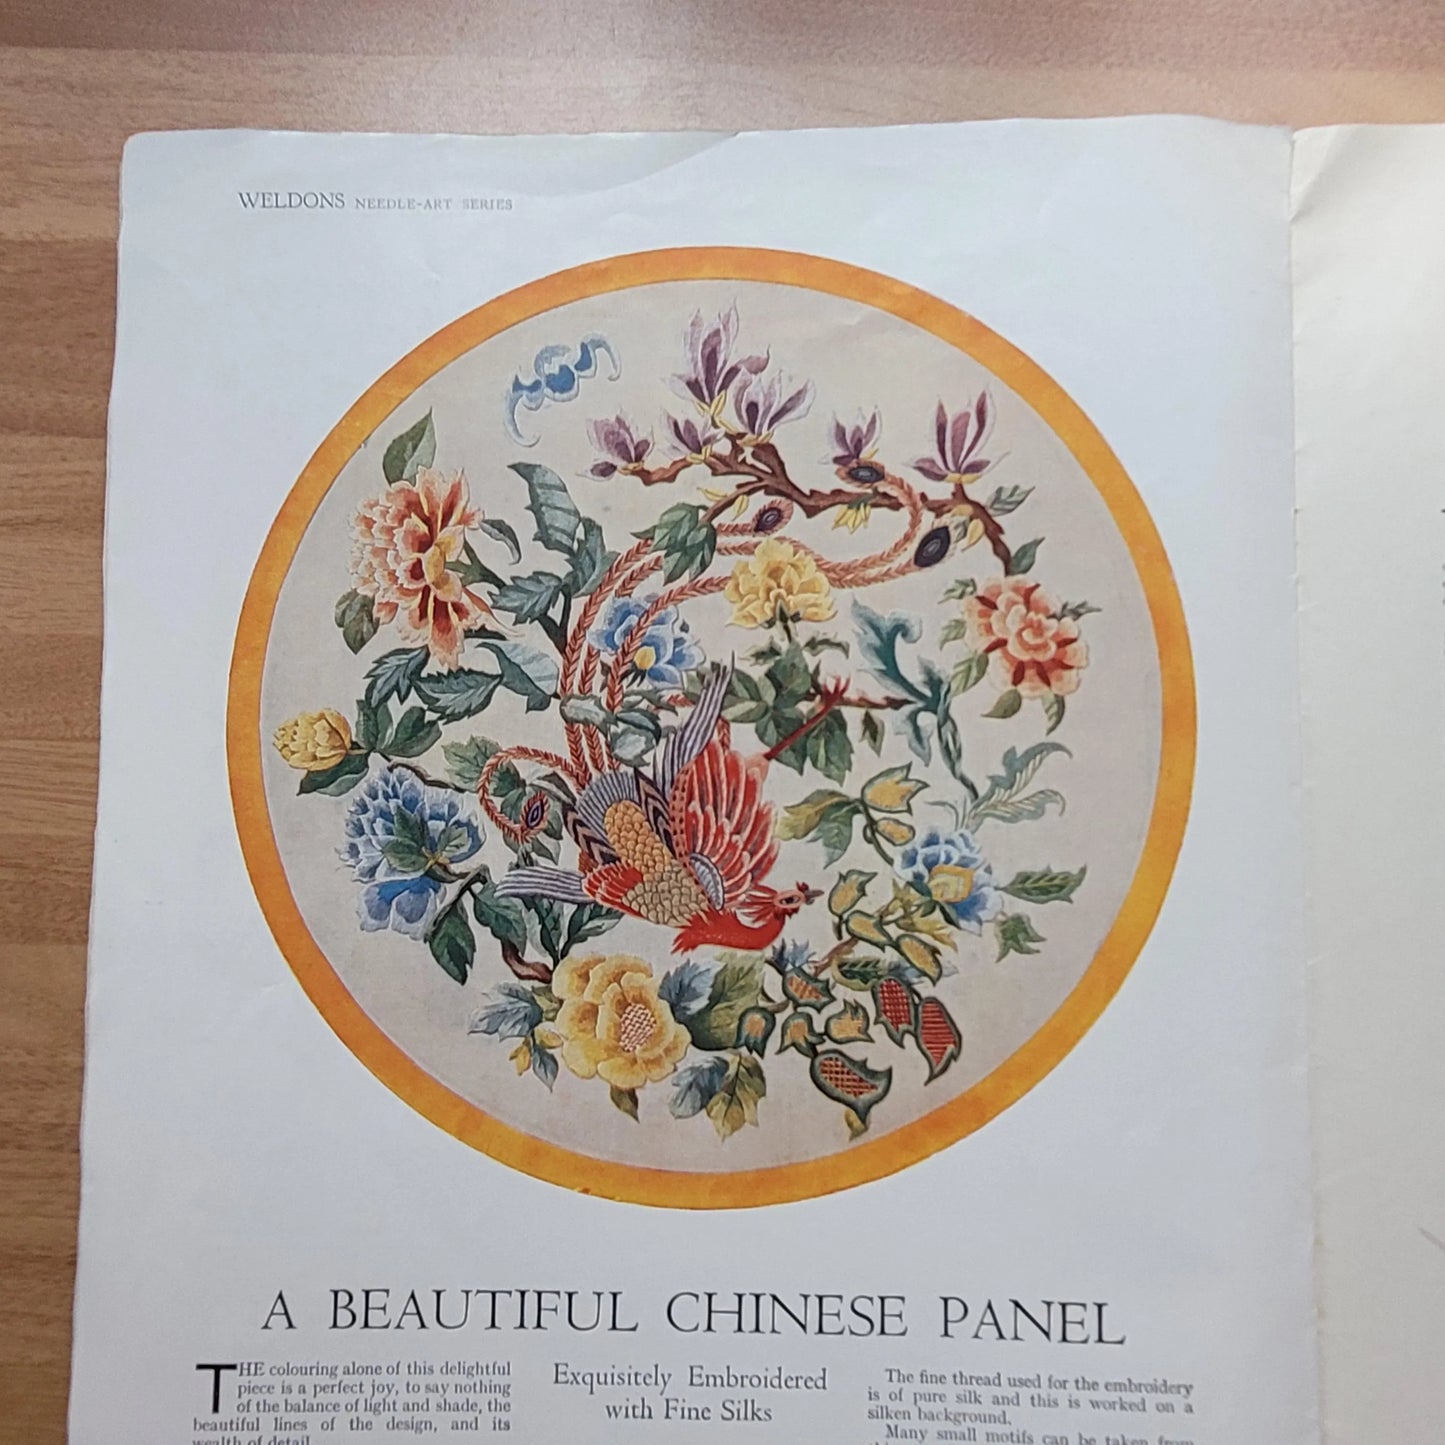 WELDONS NEEDLE-ART SERIES
A BEAUTIFUL CHINESE PANEL
THE colouring alone of this delightful
piece is a perfect joy, to say nothing
of the balance of light and shade, the
beautiful lines of the design, and its
wealth of detail.
Exquisitely Embroidered
with Fine Silks
The fine thread used for the embroidery
is of pure silk and this is worked on a
silken background.
Many small motifs can be taken from